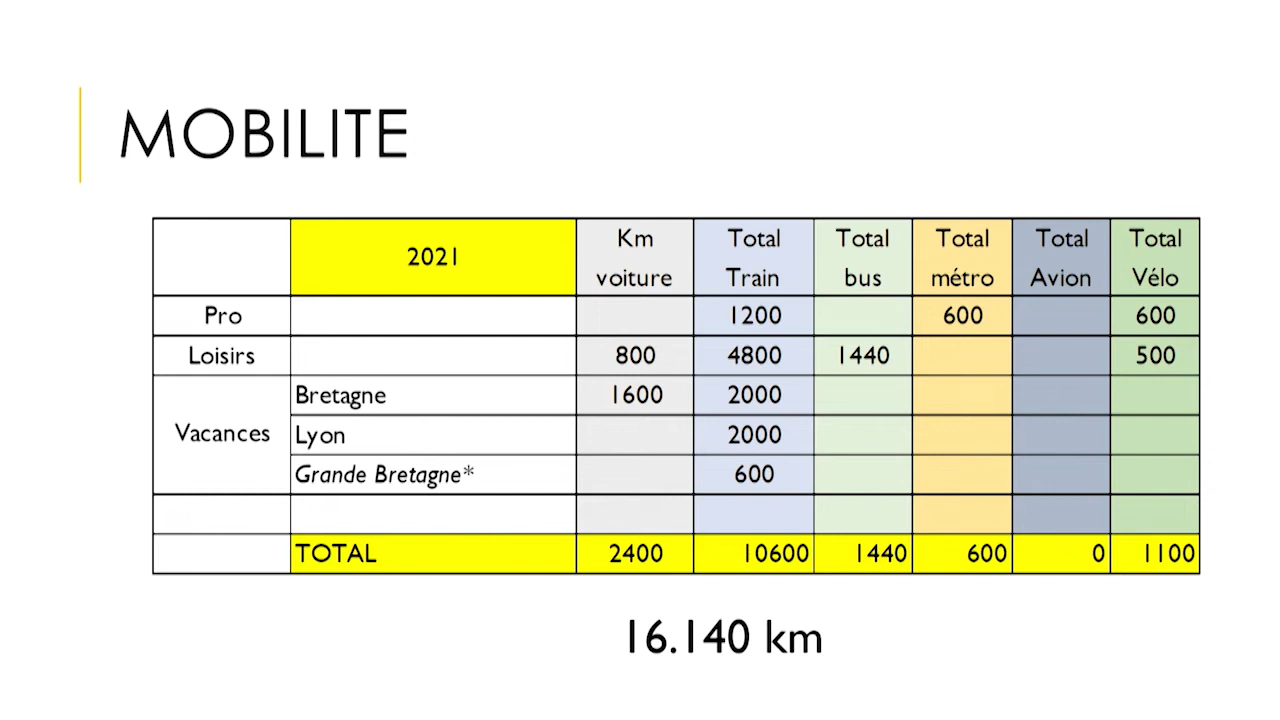 MOBILITE
2021 Km voiture Total Train Total bus Total métro Total Avion Total Vélo
Pro 1200 600 600
Loisirs 800 4800 1440 500
Vacances
Bretagne 1600 2000
Lyon 2000
Grande Bretagne* 600
TOTAL 2400 10600 1440 600 0 1100
16.140 km